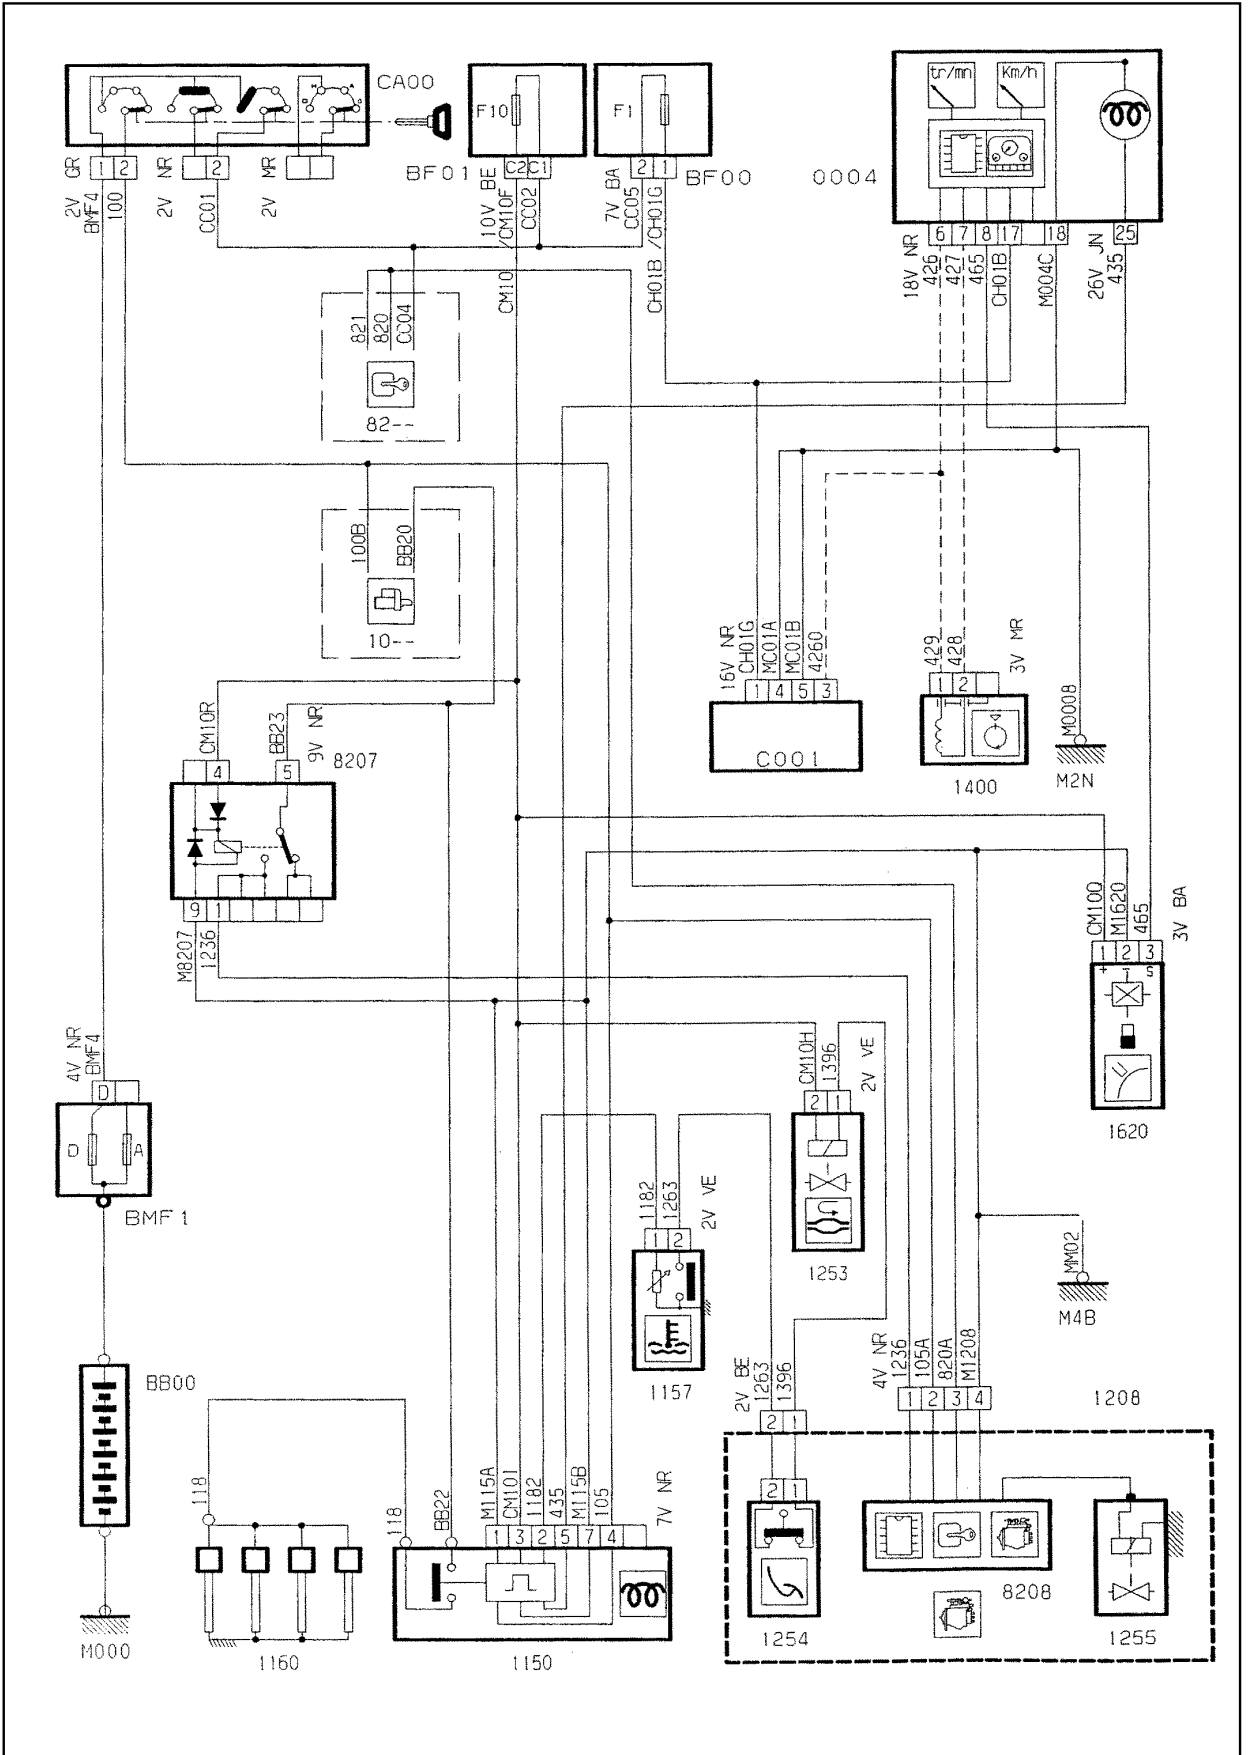 CA00
BF01
F10
F1
BF00
0004
tr/mn
Km/h
1
2
2
C2
C1
2
1
6
7
8
17
18
25
2V GR
BMF4
100
2V NR
CC01
2V MR
10V BE
CM10 /CM10F
CC02
7V BA
CC05
CH01B /CH01G
18V NR
426
427
465
CH01B
M004C
26V JN
435
821
820
CC04
82--
100B
BB20
10--
16V NR
CH01G
MC01A
MC01B
4260
1
4
5
3
C001
429
428
3V MR
1
2
1400
M0008
M2N
CM10R
BB23
9V NR
4
5
8207
9
1
M8207
1236
CM10Q
M1620
465
3V BA
1
2
3
+
-
S
1620
4V NR
BMF4
D
D
A
BMF1
CM10H
1396
2V VE
2
1
1253
1182
1263
2V VE
1
2
1157
MM02
M4B
BB00
M000
2V BE
1263
1396
2
1
4V NR
1236
105A
820A
M1208
1
2
3
4
1208
118
118
BB22
M115A
CM10I
1182
435
M115B
105
7V NR
1
3
2
5
7
4
2
1
1160
1150
1254
8208
1255